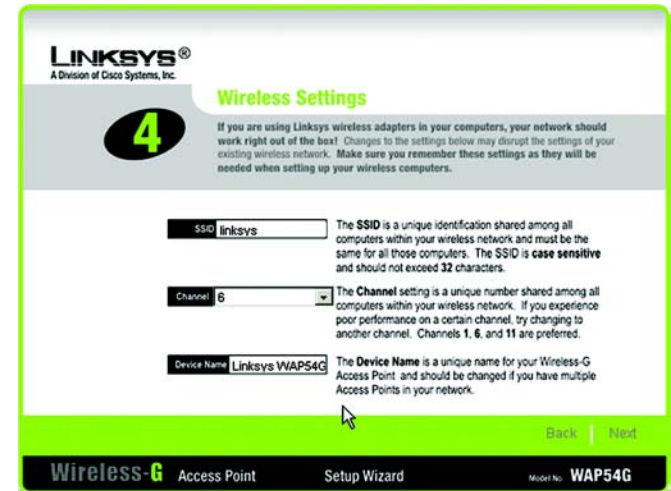 LINKSYS®
A Division of Cisco Systems, Inc.
Wireless Settings
4
If you are using Linksys wireless adapters in your computers, your network should
work right out of the box! Changes to the settings below may disrupt the settings of your
existing wireless network. Make sure you remember these settings as they will be
needed when setting up your wireless computers.
SSID linksys
The SSID is a unique identification shared among all
computers within your wireless network and must be the
same for all those computers. The SSID is case sensitive
and should not exceed 32 characters.
Channel 6
The Channel setting is a unique number shared among all
computers within your wireless network. If you experience
poor performance on a certain channel, try changing to
another channel. Channels 1, 6, and 11 are preferred.
Device Name Linksys WAP54G
The Device Name is a unique name for your Wireless-G
Access Point and should be changed if you have multiple
Access Points in your network.
Back | Next
Wireless-G Access Point Setup Wizard Model No. WAP54G